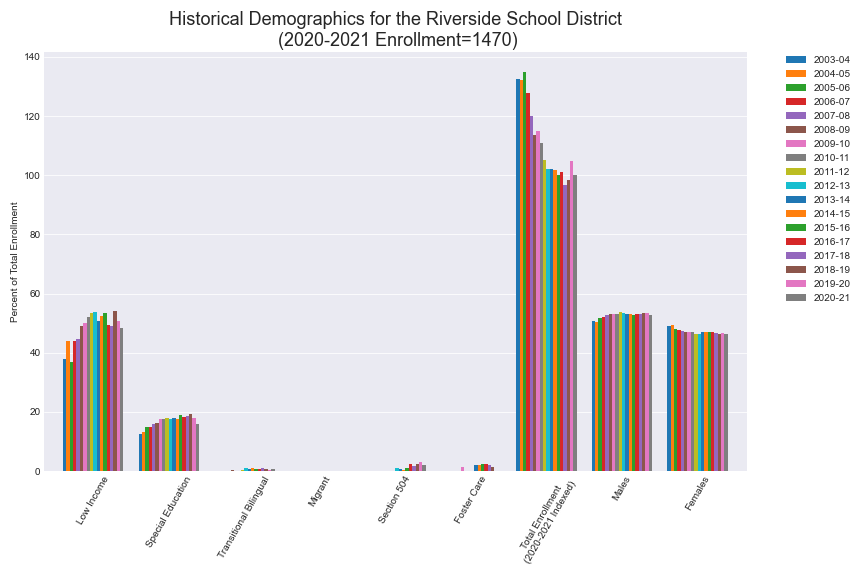 Historical Demographics for the Riverside School District
(2020-2021 Enrollment=1470)
Percent of Total Enrollment
140
120
100
80
60
40
20
0
Low Income
Special Education
Transitional Bilingual
Migrant
Section 504
Foster Care
Total Enrollment
(2020-2021 Indexed)
Males
Females
2003-04
2004-05
2005-06
2006-07
2007-08
2008-09
2009-10
2010-11
2011-12
2012-13
2013-14
2014-15
2015-16
2016-17
2017-18
2018-19
2019-20
2020-21